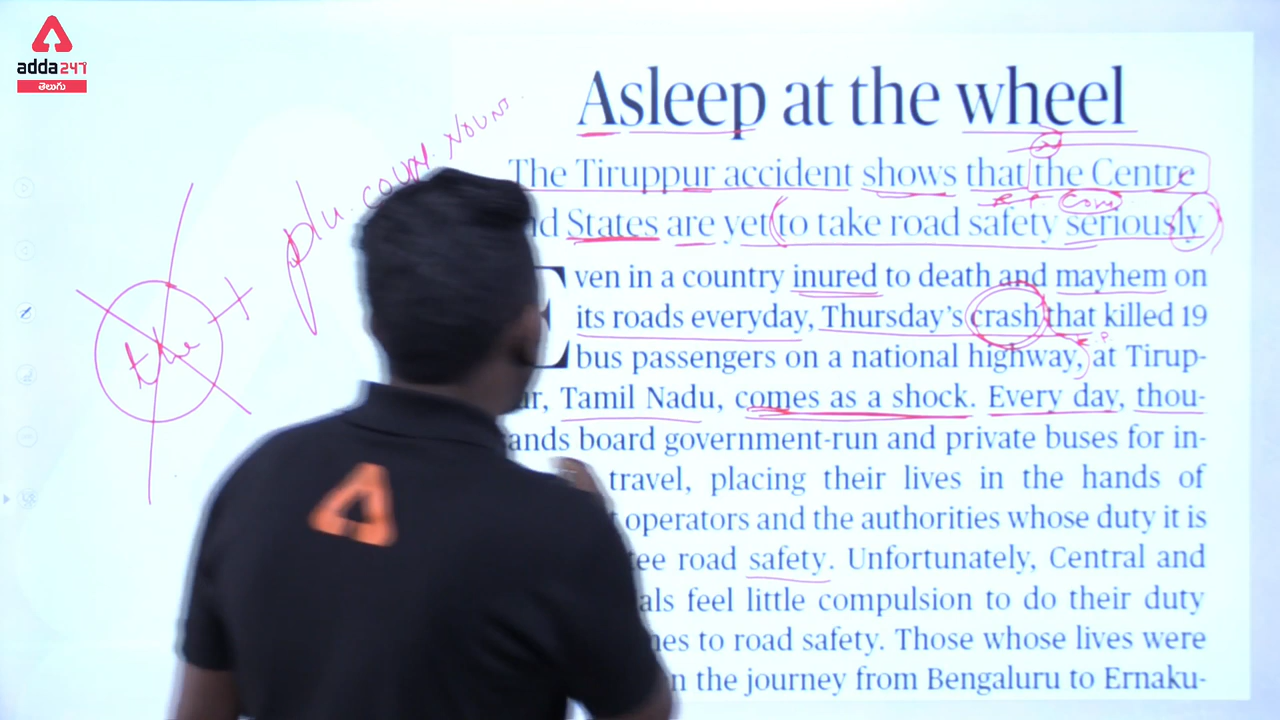 adda247
తెలుగు
Asleep at the wheel
The Tiruppur accident shows that the Centre
States are yet to take road safety seriously
the + plu. coun. Noun.
Com
ven in a country inured to death and mayhem on
its roads everyday, Thursday's crash that killed 19
bus passengers on a national highway, at Tirup-
Tamil Nadu, comes as a shock. Every day, thou-
ands board government-run and private buses for in-
travel, placing their lives in the hands of
operators and the authorities whose duty it is
ee road safety. Unfortunately, Central and
als feel little compulsion to do their duty
nes to road safety. Those whose lives were
n the journey from Bengaluru to Ernaku-